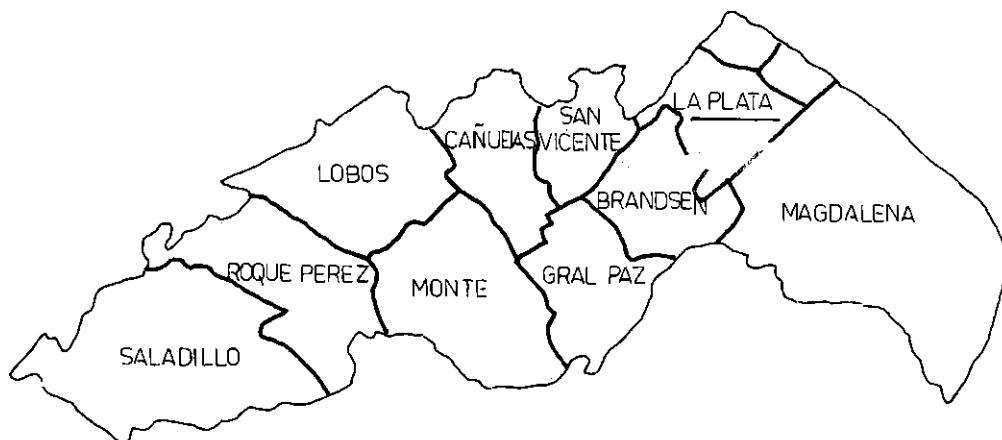 LA PLATA
SAN
VICENTE
CAÑUELAS
LOBOS
BRANDSEN
MAGDALENA
ROQUE PEREZ
MONTE
GRAL PAZ
SALADILLO